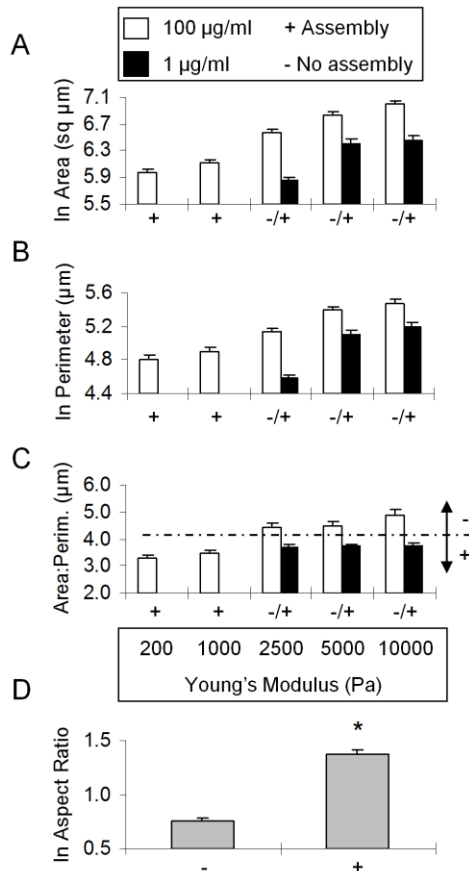 A
100 µg/ml + Assembly
1 µg/ml - No assembly
ln Area (sq µm)
7.1
6.7
6.3
5.9
5.5
+ + -/+ -/+ -/+
B
ln Perimeter (µm)
5.6
5.2
4.8
4.4
+ + -/+ -/+ -/+
C
Area:Perim. (µm)
6.0
5.0
4.0
3.0
2.0
-
+
+ + -/+ -/+ -/+
200 1000 2500 5000 10000
Young's Modulus (Pa)
D
ln Aspect Ratio
1.5
1.0
0.5
*
- +